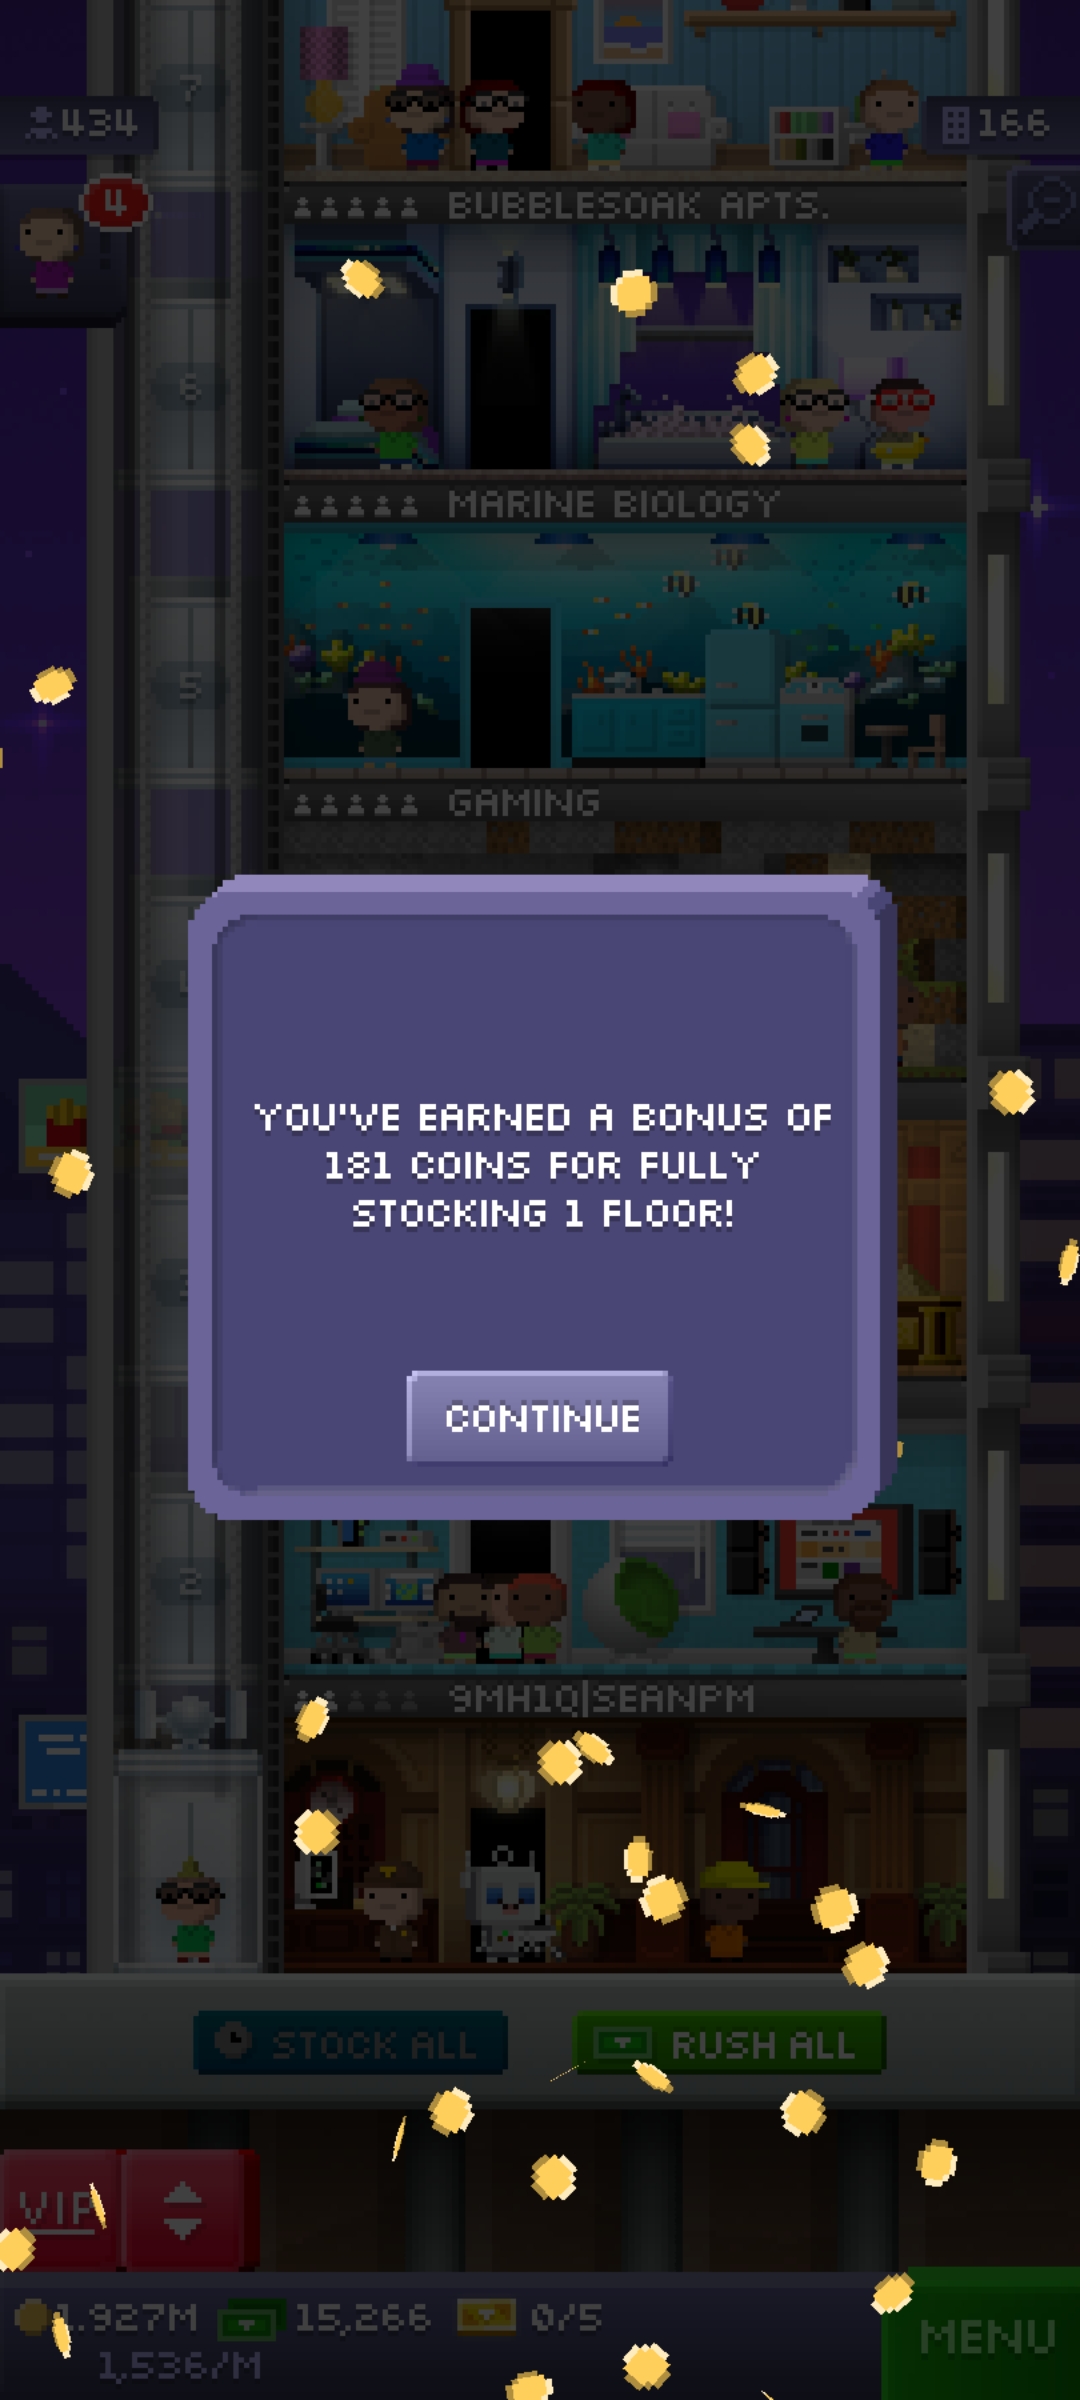 7
434
166
4
BUBBLESOAK APTS.
6
MARINE BIOLOGY
5
GAMING
YOU'VE EARNED A BONUS OF
181 COINS FOR FULLY
STOCKING 1 FLOOR!
CONTINUE
2
9MH1Q|SEANPM
STOCK ALL
RUSH ALL
VIP
1.927M
15,266
0/5
MENU
1,536/M